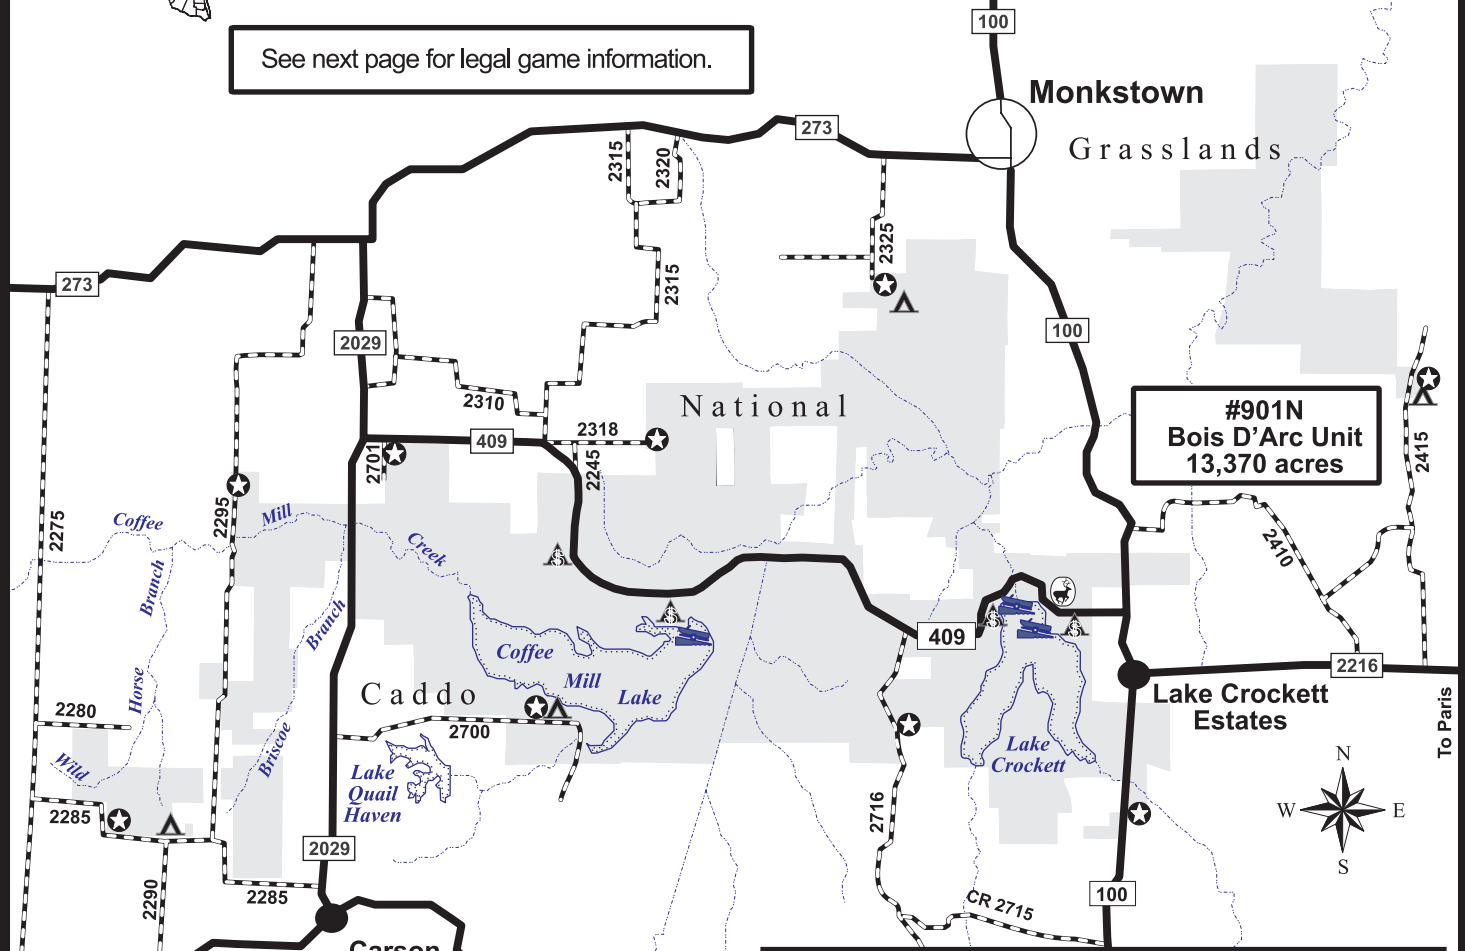 100
See next page for legal game information.
Monkstown
273
Grasslands
2315
2320
2325
273
2315
100
2029
National
#901N
Bois D’Arc Unit
13,370 acres
2310
409
2318
2701
2245
2415
2295
2275
Coffee
Mill
Creek
2410
Branch
Branch
409
Coffee
Mill
Lake
Caddo
2216
Lake Crockett
Estates
To Paris
Horse
2280
2700
Briscoe
Wild
Lake
Crockett
Lake
Quail
Haven
N
W
E
S
2285
2716
2029
2290
2285
100
CR 2715
Carson